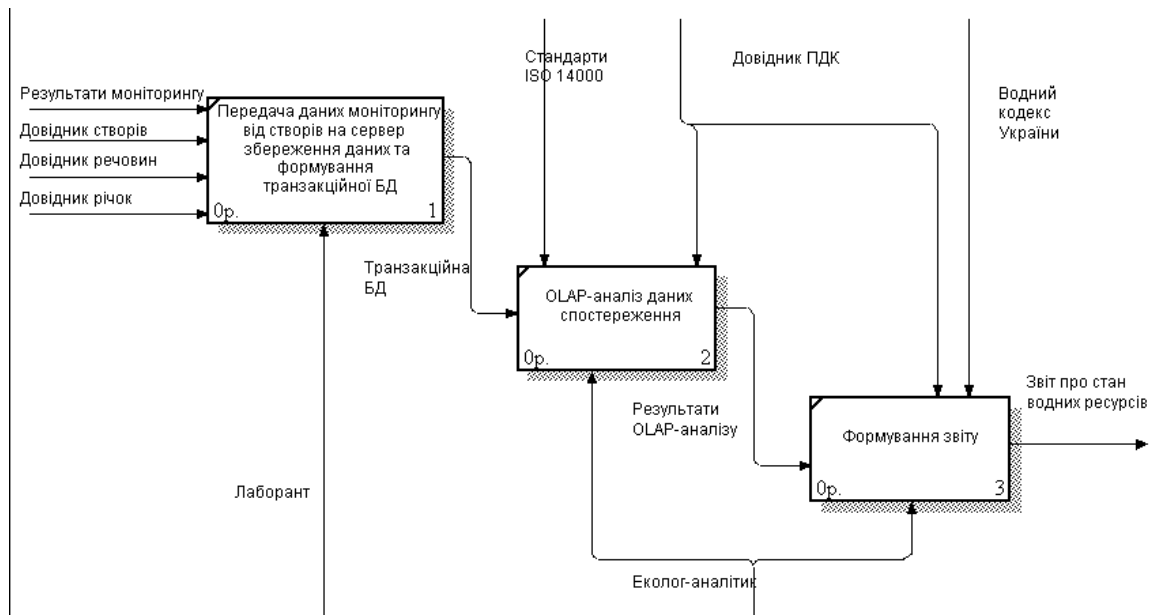 Стандарти
ISO 14000
Довідник ПДК
Водний
кодекс
України
Результати моніторингу
Довідник створів
Довідник речовин
Довідник річок
Передача даних моніторингу
від створів на сервер
збереження даних та
формування
транзакційної БД
0р.
1
Транзакційна
БД
OLAP-аналіз даних
спостереження
0р.
2
Результати
OLAP-аналізу
Формування звіту
0р.
3
Звіт про стан
водних ресурсів
Лаборант
Еколог-аналітик